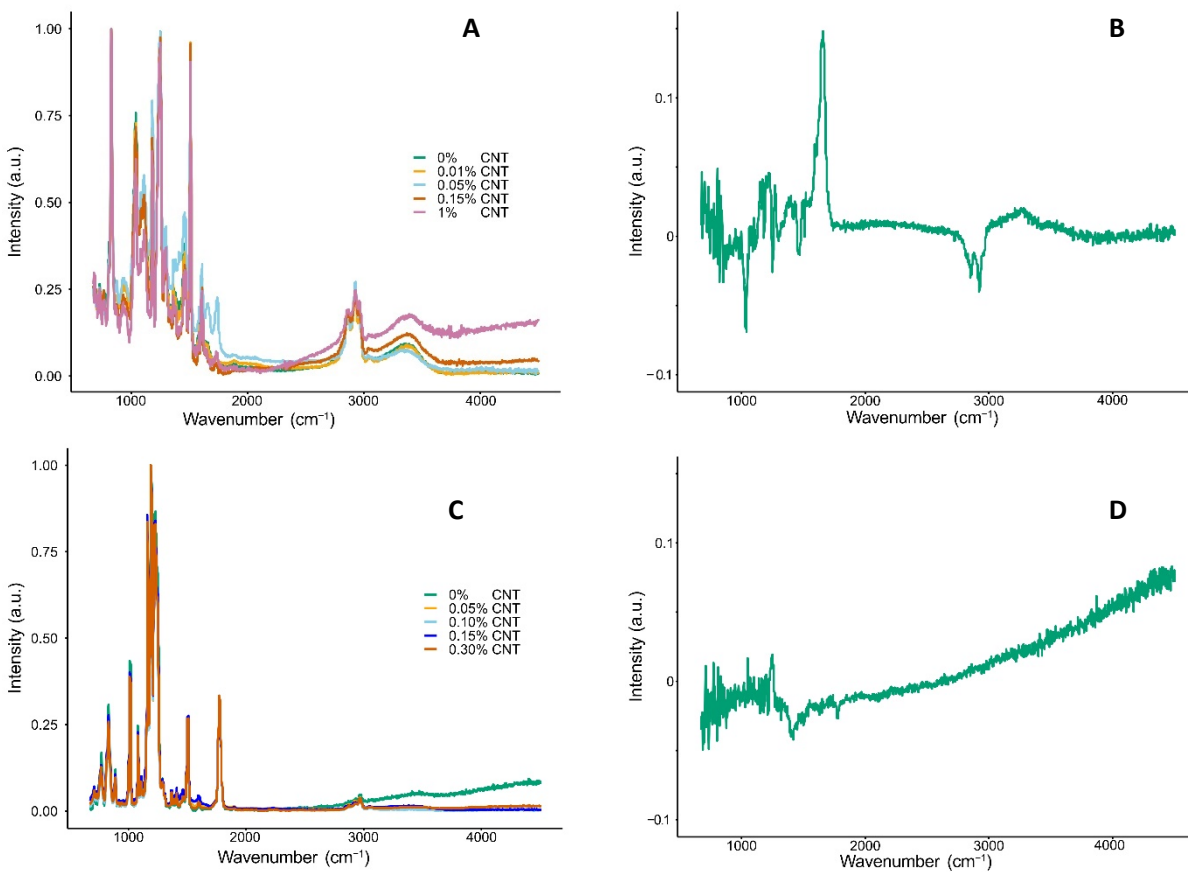 A
1.00
0.75
0.50
0.25
0.00
Intensity (a.u.)
0% CNT
0.01% CNT
0.05% CNT
0.15% CNT
1% CNT
1000 2000 3000 4000
Wavenumber (cm⁻¹)
B
0.1
0
−0.1
Intensity (a.u.)
1000 2000 3000 4000
Wavenumber (cm⁻¹)
C
1.00
0.75
0.50
0.25
0.00
Intensity (a.u.)
0% CNT
0.05% CNT
0.10% CNT
0.15% CNT
0.30% CNT
1000 2000 3000 4000
Wavenumber (cm⁻¹)
D
0.1
0
−0.1
Intensity (a.u.)
1000 2000 3000 4000
Wavenumber (cm⁻¹)